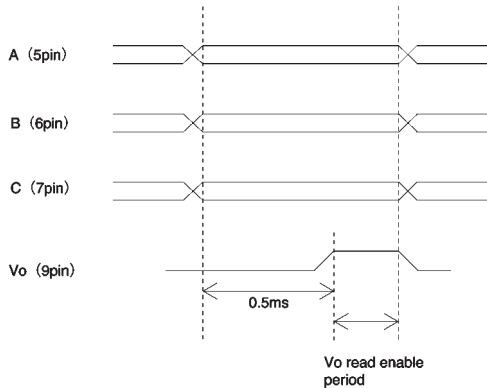 A (5pin)
B (6pin)
C (7pin)
Vo (9pin)
0.5ms
Vo read enable
period